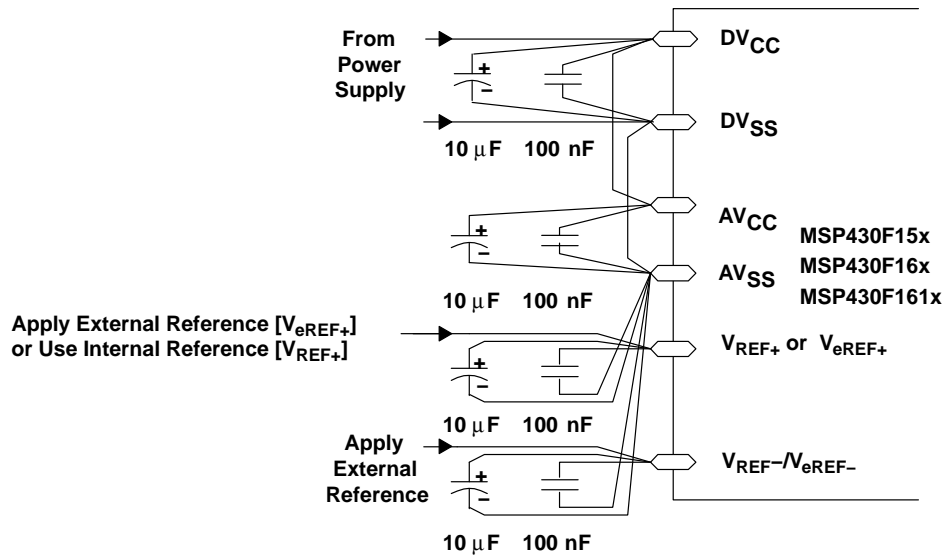 From
Power
Supply
+
−
DVCC
DVSS
10 μF 100 nF
AVCC
+
−
AVSS
MSP430F15x
MSP430F16x
MSP430F161x
10 μF 100 nF
Apply External Reference [VeREF+]
or Use Internal Reference [VREF+]
+
−
VREF+ or VeREF+
10 μF 100 nF
Apply
External
Reference
+
−
VREF−/VeREF−
10 μF 100 nF